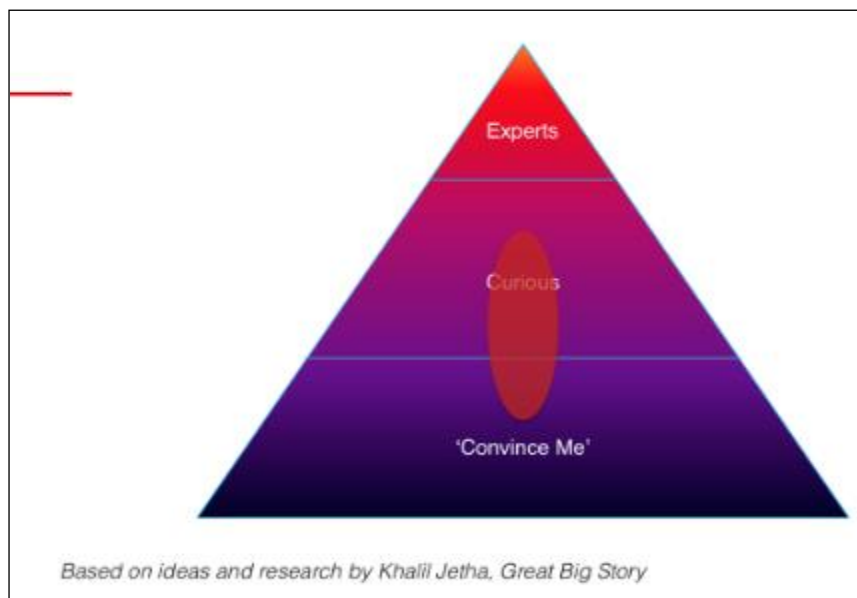 Experts
Curious
‘Convince Me’
Based on ideas and research by Khalil Jetha, Great Big Story